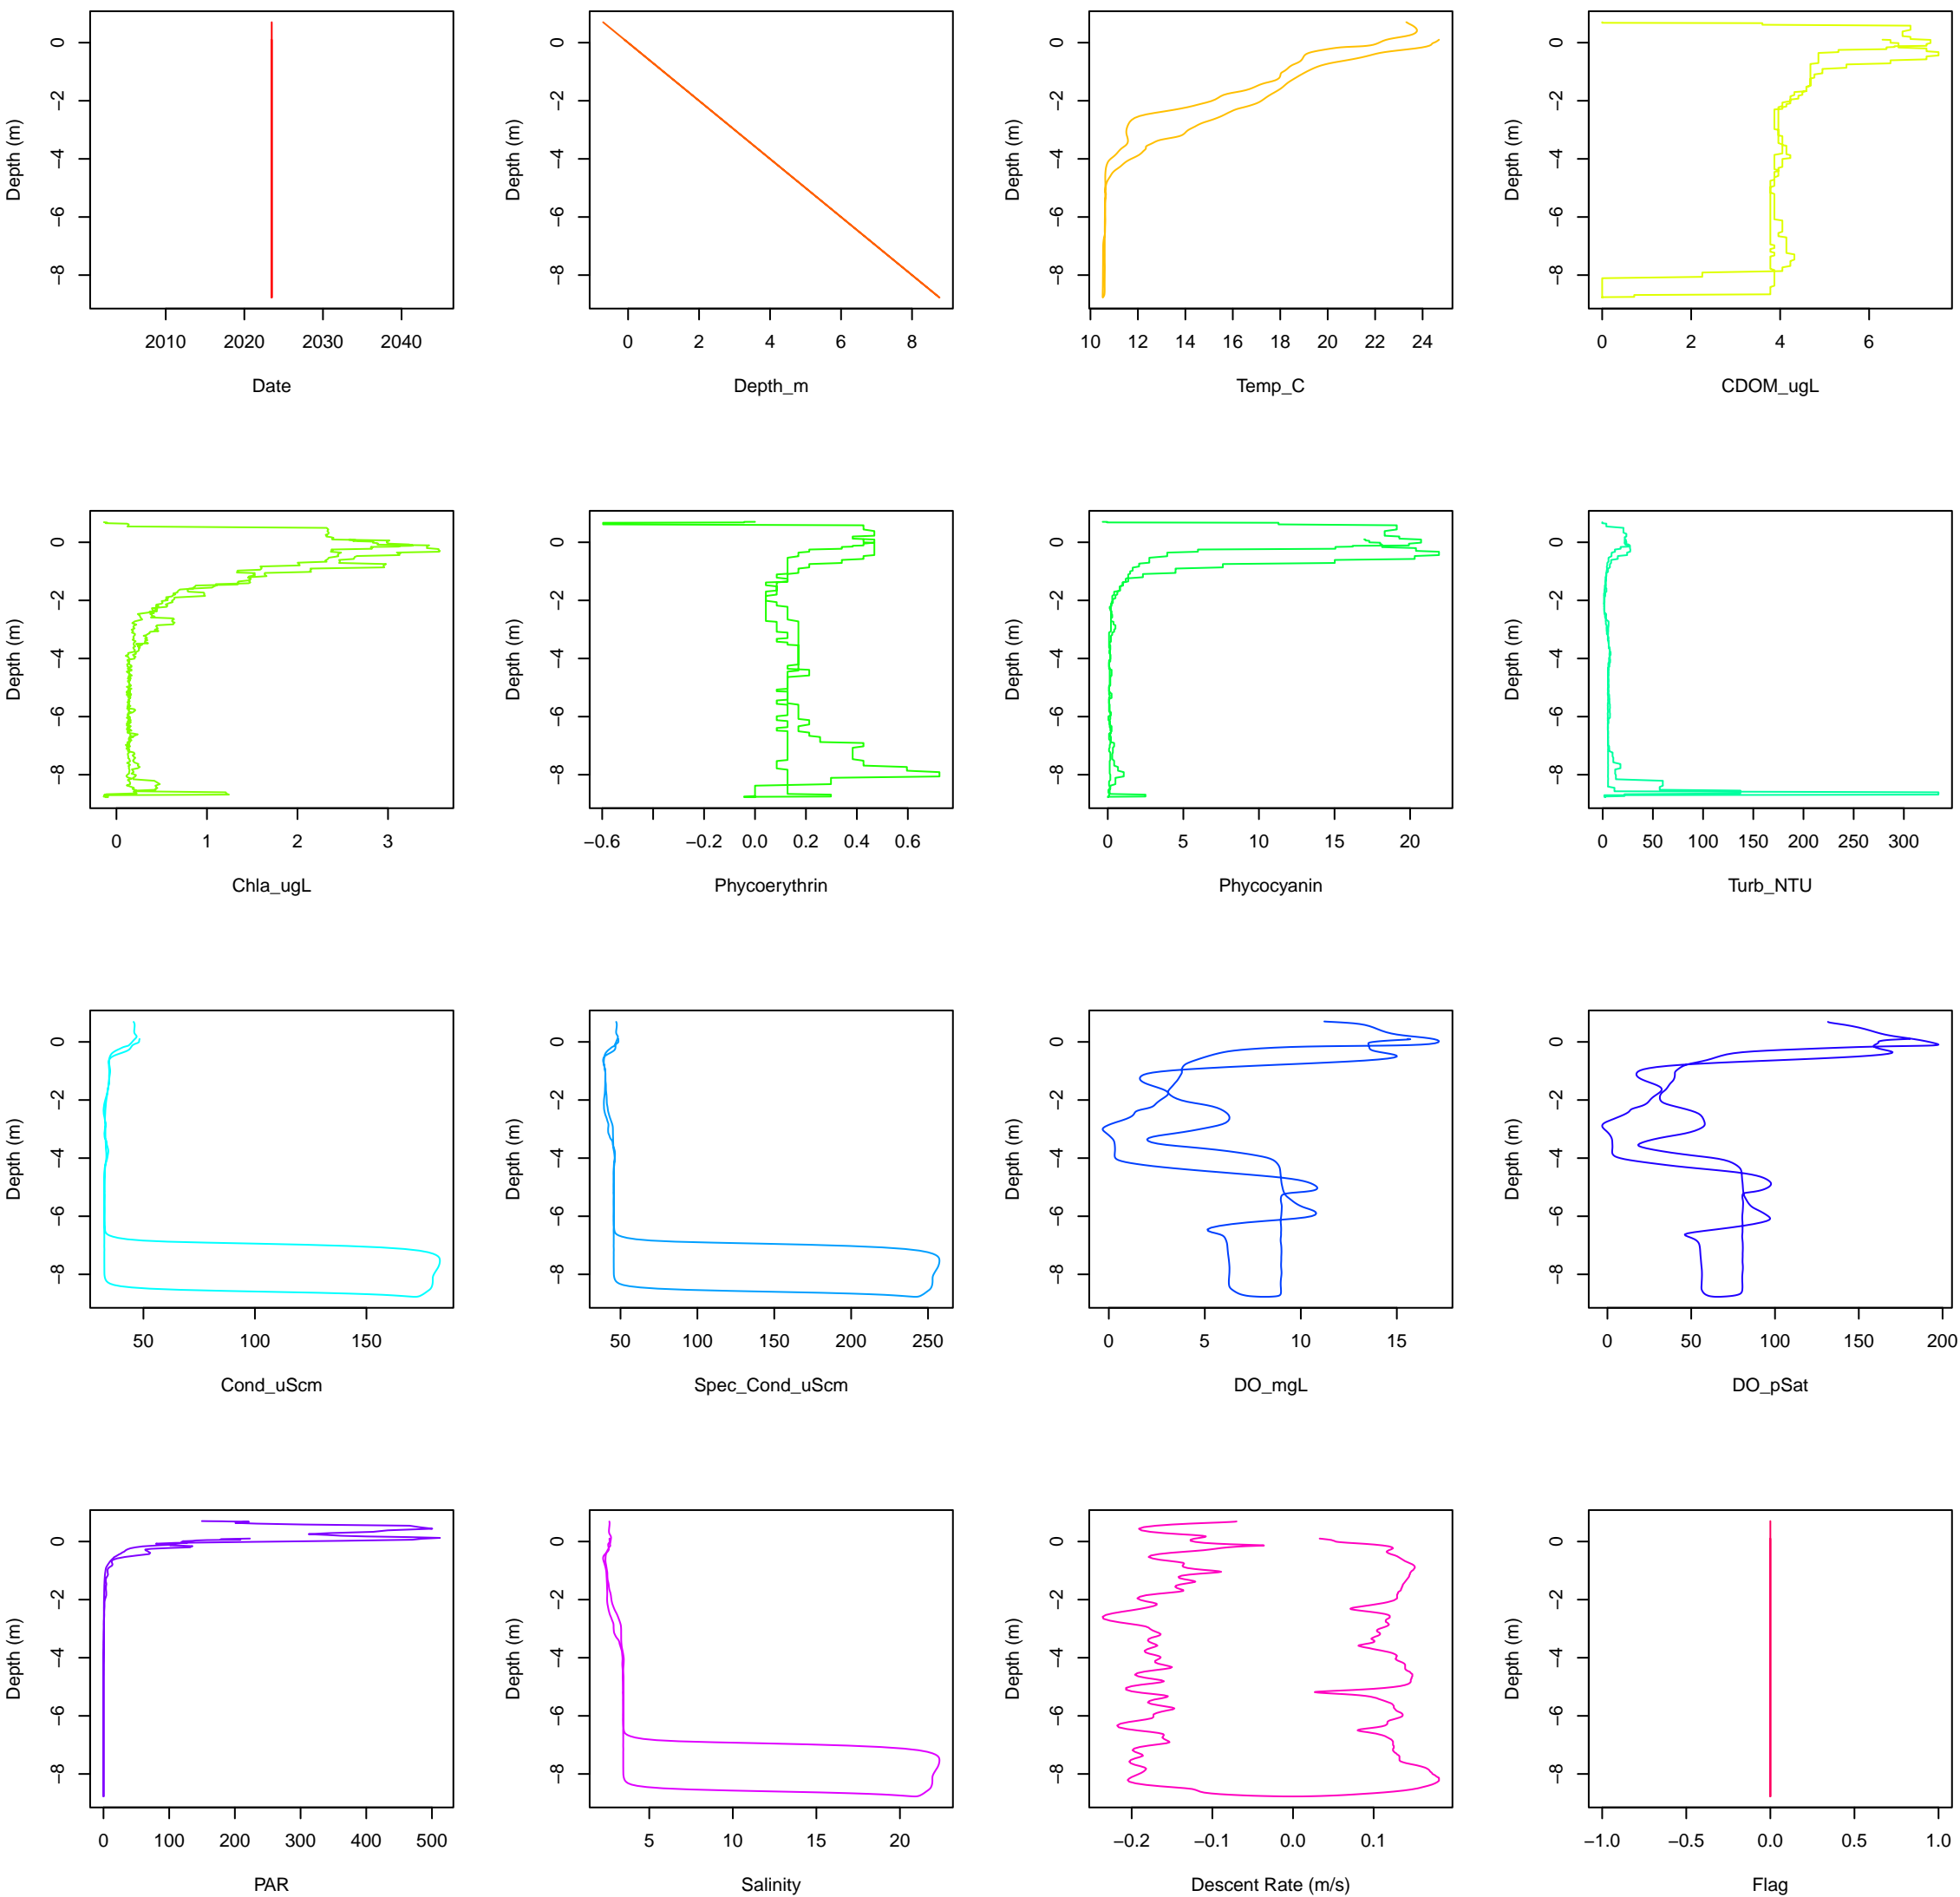 0 −2 −4 −6 −8 0 −2 −4 −6 −8 0 −2 −4 −6 −8 0 −2 −4 −6 −8
Depth (m) Depth (m) Depth (m) Depth (m)
2010 2020 2030 2040 0 2 4 6 8 10 12 14 16 18 20 22 24 0 2 4 6
Date Depth_m Temp_C CDOM_ugL
0 −2 −4 −6 −8 0 −2 −4 −6 −8 0 −2 −4 −6 −8 0 −2 −4 −6 −8
Depth (m) Depth (m) Depth (m) Depth (m)
0 1 2 3 −0.6 −0.2 0.0 0.2 0.4 0.6 0 5 10 15 20 0 50 100 150 200 250 300
Chla_ugL Phycoerythrin Phycocyanin Turb_NTU
0 −2 −4 −6 −8 0 −2 −4 −6 −8 0 −2 −4 −6 −8 0 −2 −4 −6 −8
Depth (m) Depth (m) Depth (m) Depth (m)
50 100 150 50 100 150 200 250 0 5 10 15 0 50 100 150 200
Cond_uScm Spec_Cond_uScm DO_mgL DO_pSat
0 −2 −4 −6 −8 0 −2 −4 −6 −8 0 −2 −4 −6 −8 0 −2 −4 −6 −8
Depth (m) Depth (m) Depth (m) Depth (m)
0 100 200 300 400 500 5 10 15 20 −0.2 −0.1 0.0 0.1 −1.0 −0.5 0.0 0.5 1.0
PAR Salinity Descent Rate (m/s) Flag